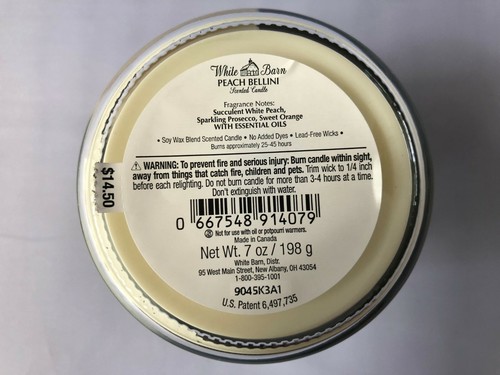 White Barn
PEACH BELLINI
Scented Candle
Fragrance Notes:
Succulent White Peach,
Sparkling Prosecco, Sweet Orange
WITH ESSENTIAL OILS
• Soy Wax Blend Scented Candle • No Added Dyes • Lead-Free Wicks •
Burns approximately 25-45 hours
⚠ WARNING: To prevent fire and serious injury: Burn candle within sight,
away from things that catch fire, children and pets. Trim wick to 1/4 inch
before each relighting. Do not burn candle for more than 3-4 hours at a time.
Don't extinguish with water.
$14.50
0 667548 914079
Not for use with oil or potpourri warmers.
Made in Canada
Net Wt. 7 oz / 198 g
White Barn, Distr.
95 West Main Street, New Albany, OH 43054
1-800-395-1001
9045K3A1
U.S. Patent 6,497,735